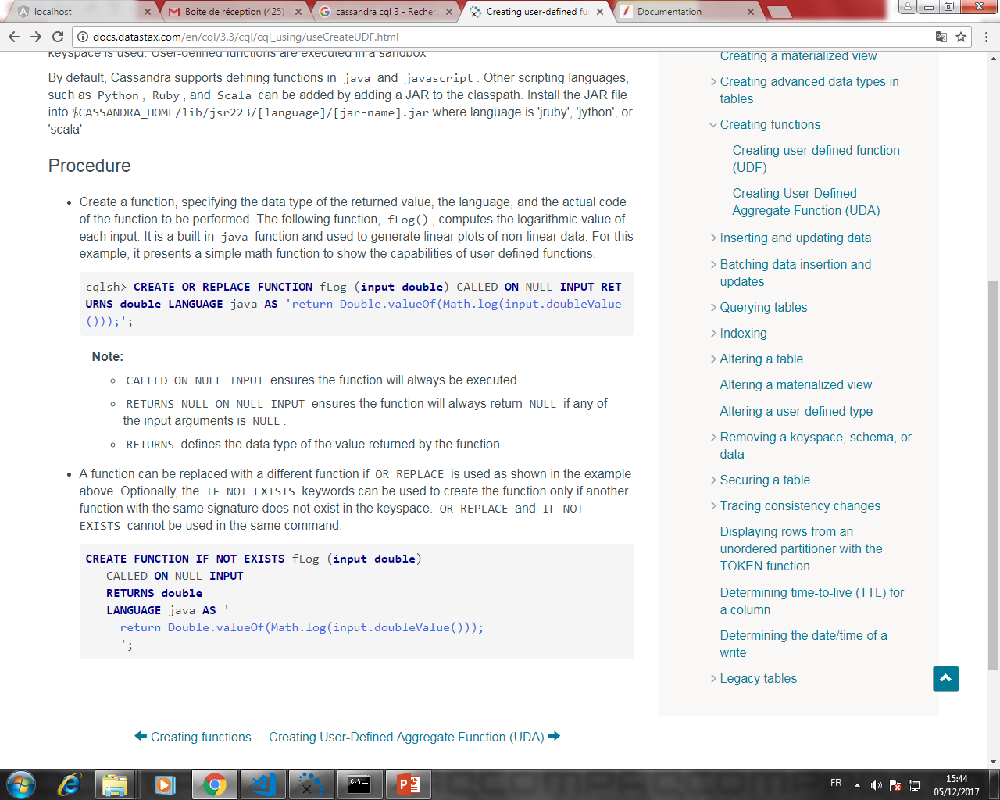 localhost
Boîte de réception (425)
cassandra cql 3 - Recher
Creating user-defined fu
Documentation
docs.datastax.com/en/cql/3.3/cql/cql_using/useCreateUDF.html
keyspace is used. User-defined functions are executed in a sandbox
By default, Cassandra supports defining functions in java and javascript. Other scripting languages,
such as Python, Ruby, and Scala can be added by adding a JAR to the classpath. Install the JAR file
into $CASSANDRA_HOME/lib/jsr223/[language]/[jar-name].jar where language is 'jruby', 'jython', or
'scala'
Procedure
Create a function, specifying the data type of the returned value, the language, and the actual code
of the function to be performed. The following function, fLog(), computes the logarithmic value of
each input. It is a built-in java function and used to generate linear plots of non-linear data. For this
example, it presents a simple math function to show the capabilities of user-defined functions.
cqlsh> CREATE OR REPLACE FUNCTION fLog (input double) CALLED ON NULL INPUT RET
URNS double LANGUAGE java AS 'return Double.valueOf(Math.log(input.doubleValue
()));';
Note:
CALLED ON NULL INPUT ensures the function will always be executed.
RETURNS NULL ON NULL INPUT ensures the function will always return NULL if any of
the input arguments is NULL.
RETURNS defines the data type of the value returned by the function.
A function can be replaced with a different function if OR REPLACE is used as shown in the example
above. Optionally, the IF NOT EXISTS keywords can be used to create the function only if another
function with the same signature does not exist in the keyspace. OR REPLACE and IF NOT
EXISTS cannot be used in the same command.
CREATE FUNCTION IF NOT EXISTS fLog (input double)
CALLED ON NULL INPUT
RETURNS double
LANGUAGE java AS '
return Double.valueOf(Math.log(input.doubleValue()));
';
Creating functions
Creating User-Defined Aggregate Function (UDA)
Creating a materialized view
Creating advanced data types in
tables
Creating functions
Creating user-defined function
(UDF)
Creating User-Defined
Aggregate Function (UDA)
Inserting and updating data
Batching data insertion and
updates
Querying tables
Indexing
Altering a table
Altering a materialized view
Altering a user-defined type
Removing a keyspace, schema, or
data
Securing a table
Tracing consistency changes
Displaying rows from an
unordered partitioner with the
TOKEN function
Determining time-to-live (TTL) for
a column
Determining the date/time of a
write
Legacy tables
FR
15:44
05/12/2017